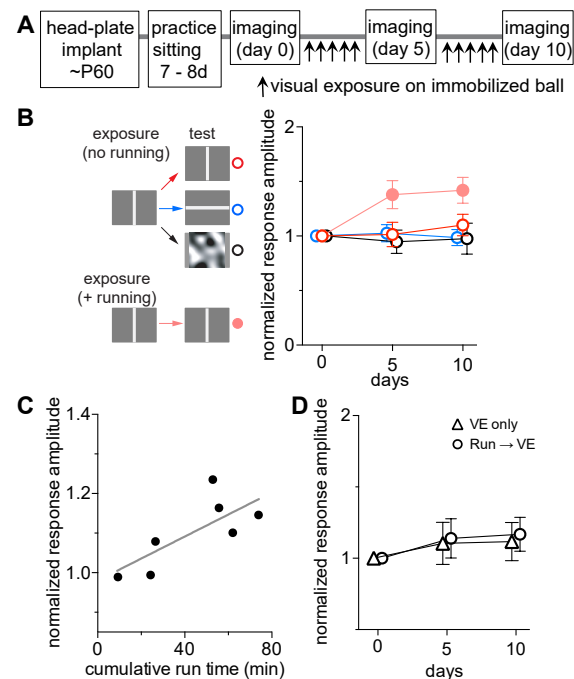 A
head-plate
implant
~P60
practice
sitting
7 - 8d
imaging
(day 0)
imaging
(day 5)
imaging
(day 10)
visual exposure on immobilized ball
B
exposure
(no running)
test
exposure
(+ running)
normalized response amplitude
2
1
0
0
5
10
days
C
normalized response amplitude
1.4
1.2
1.0
0
40
80
cumulative run time (min)
D
normalized response amplitude
2
1
VE only
Run → VE
0
5
10
days